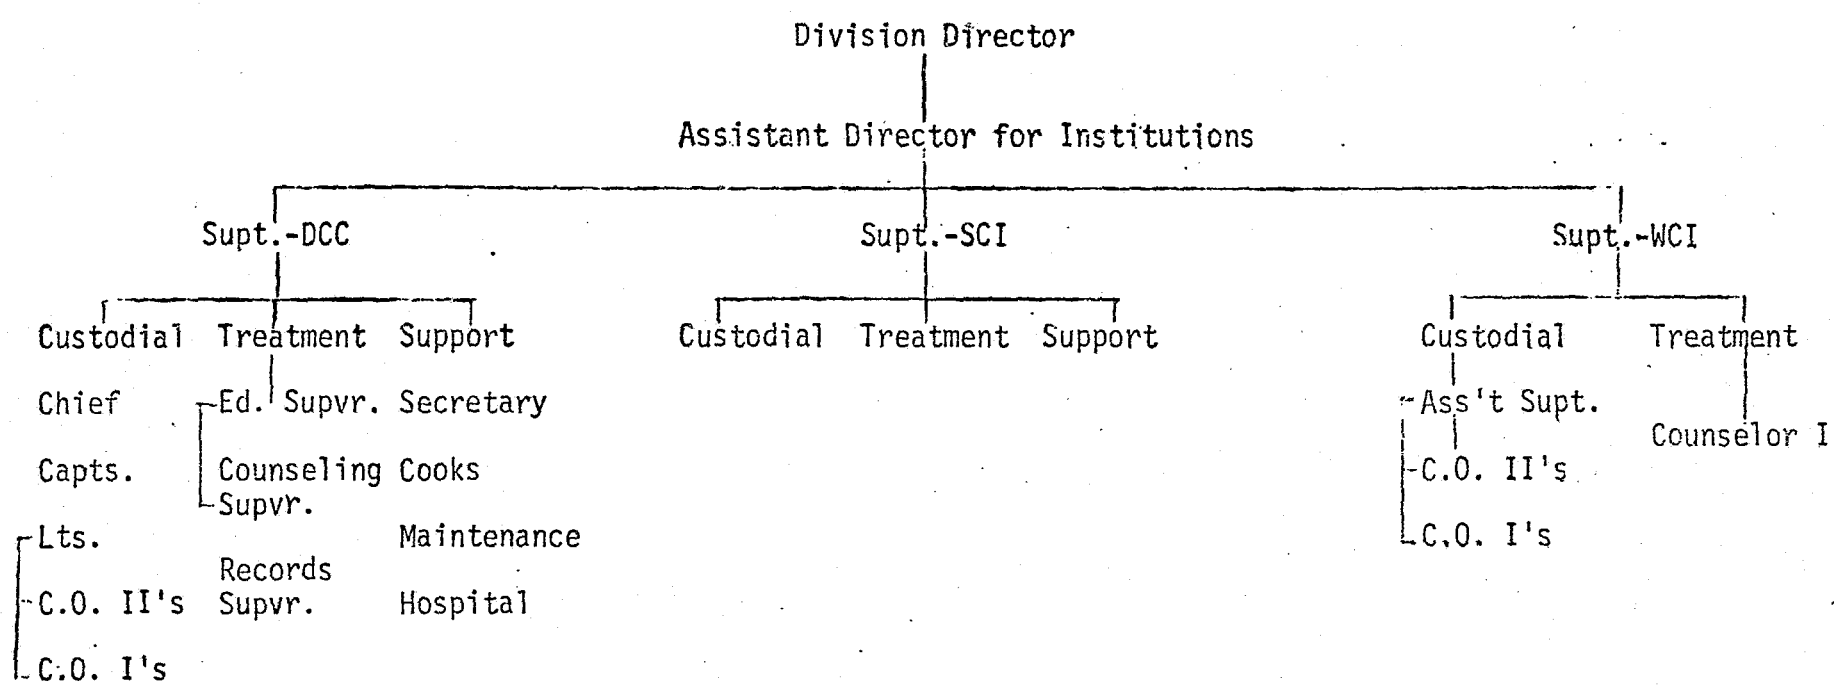 Division Director
Assistant Director for Institutions
Supt.-DCC Supt.-SCI Supt.-WCI
Custodial Treatment Support Custodial Treatment Support Custodial Treatment
Chief Ed. Supvr. Secretary Ass't Supt.
Counselor I
Capts. Counseling Cooks C.O. II's
Supvr.
Lts. Maintenance C.O. I's
Records
C.O. II's Supvr. Hospital
C.O. I's